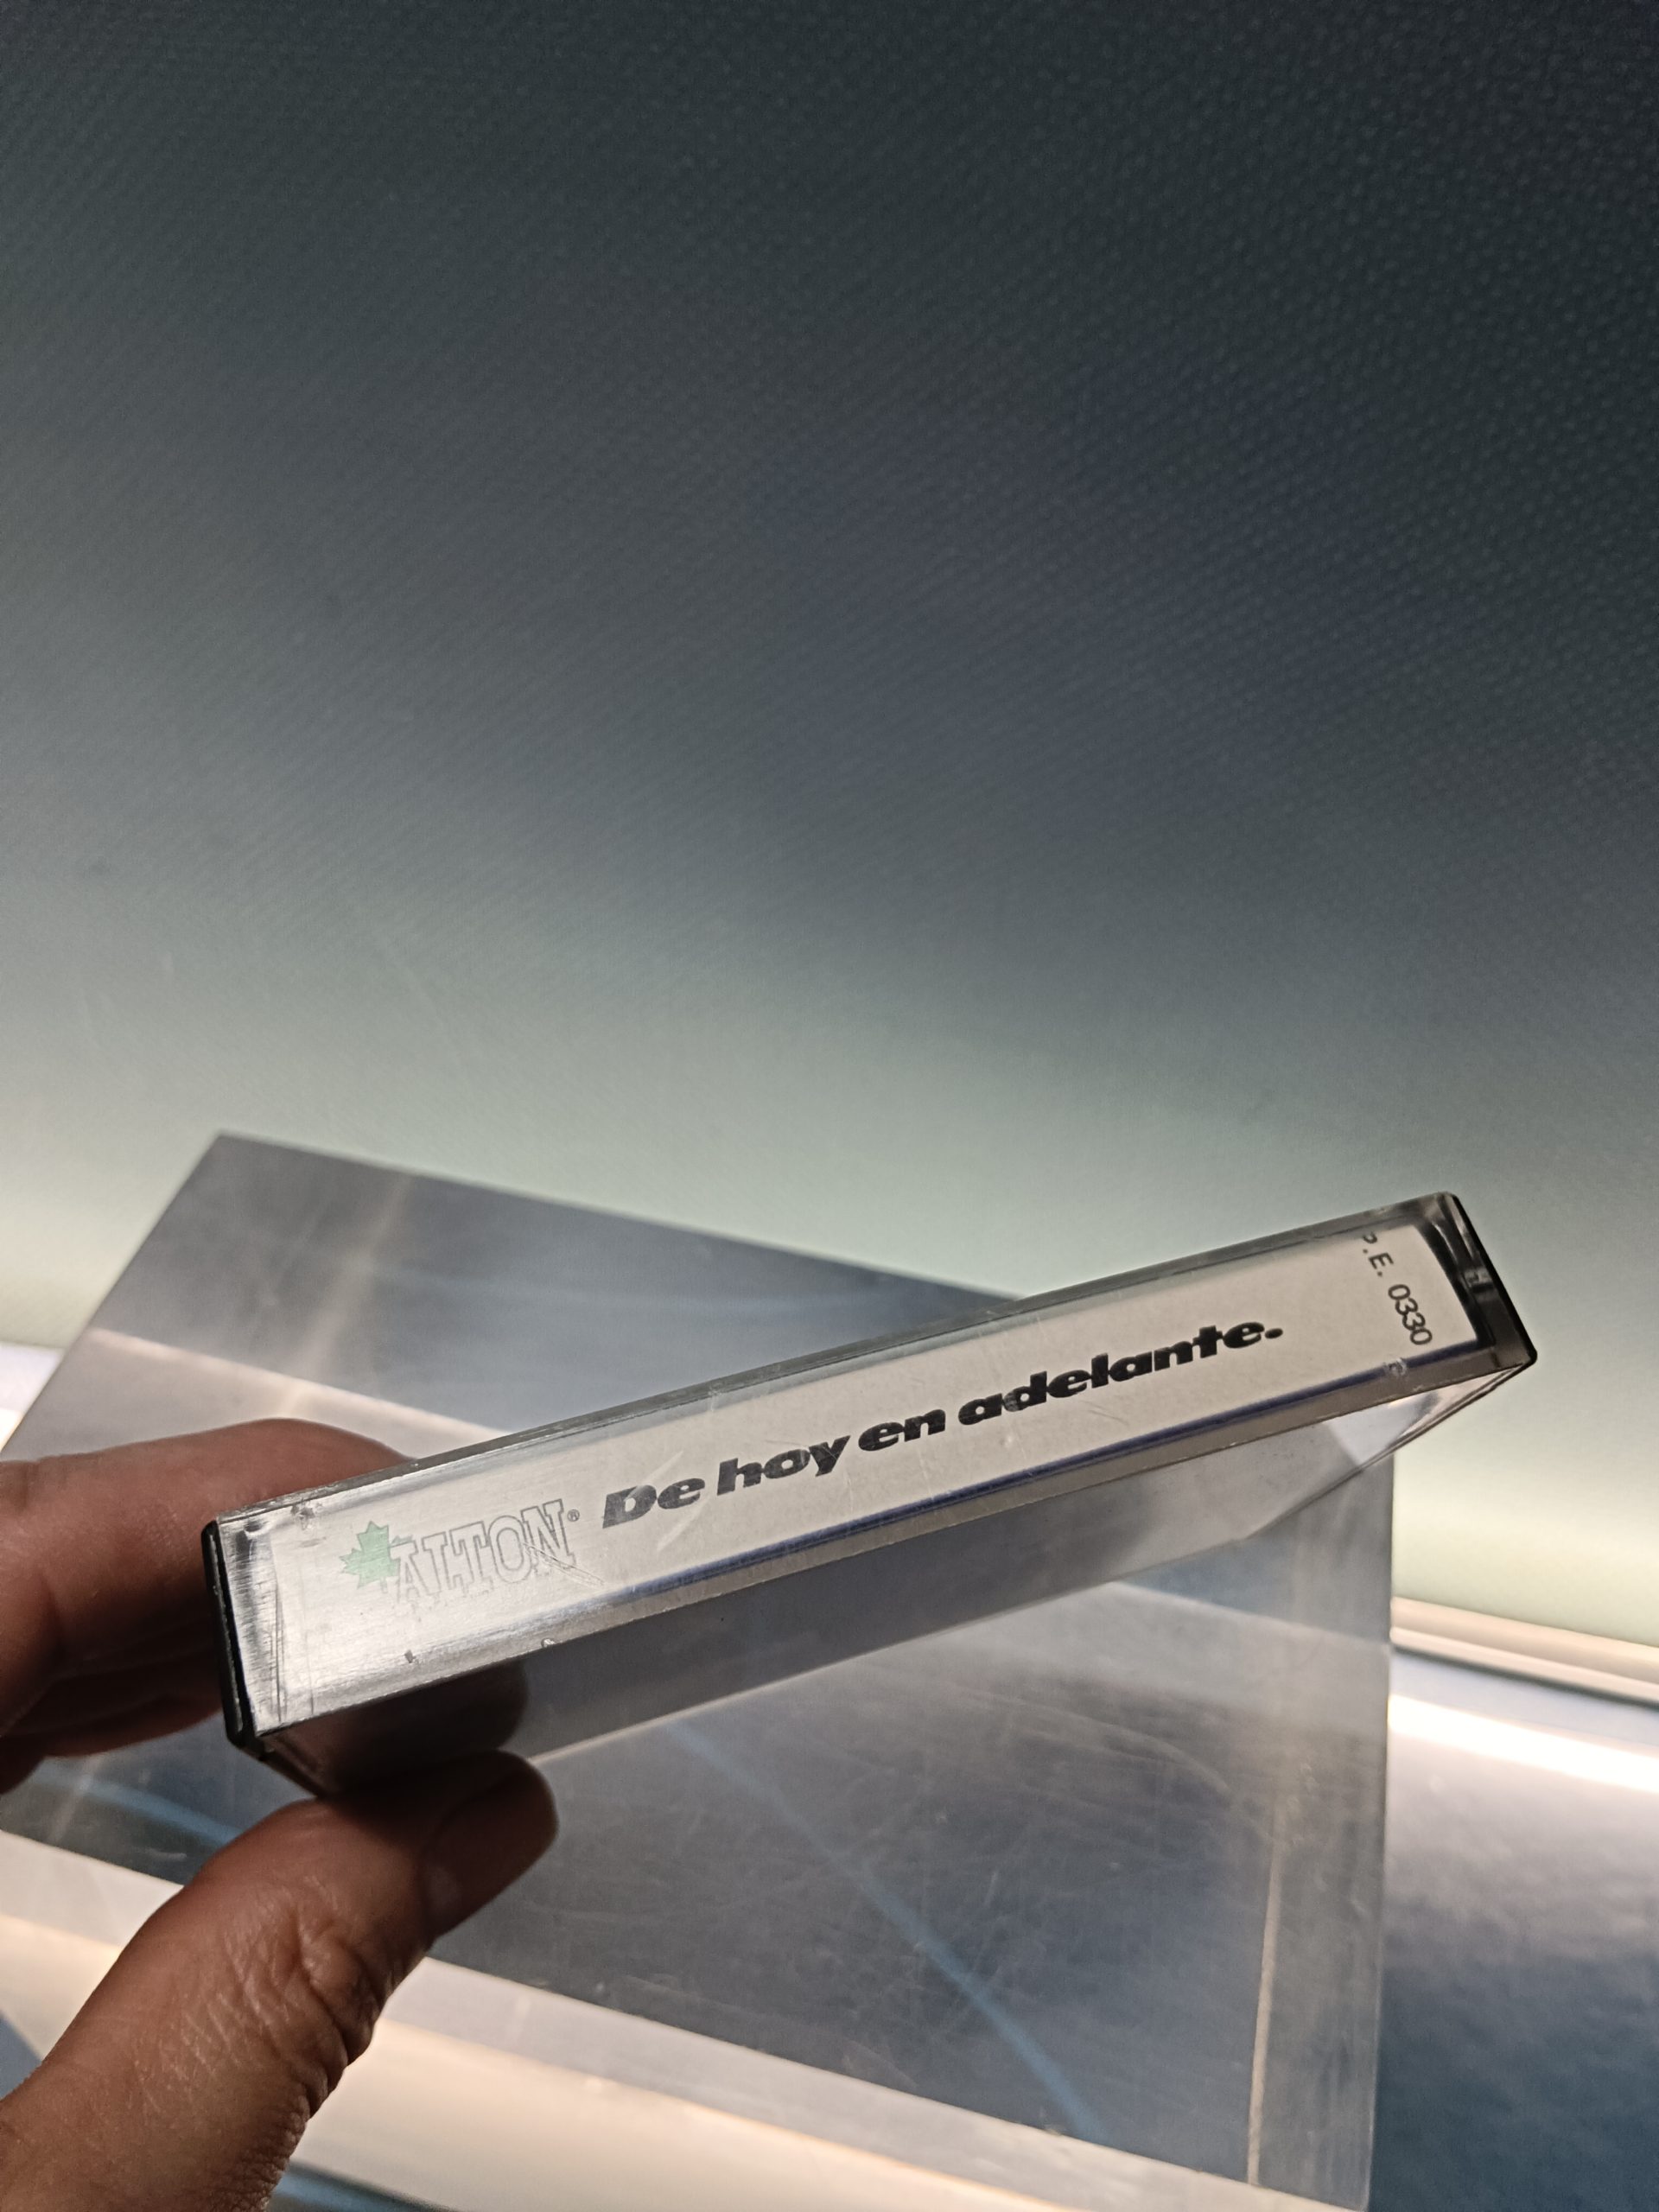 ALTON® De hoy en adelante.
P.E. 0330